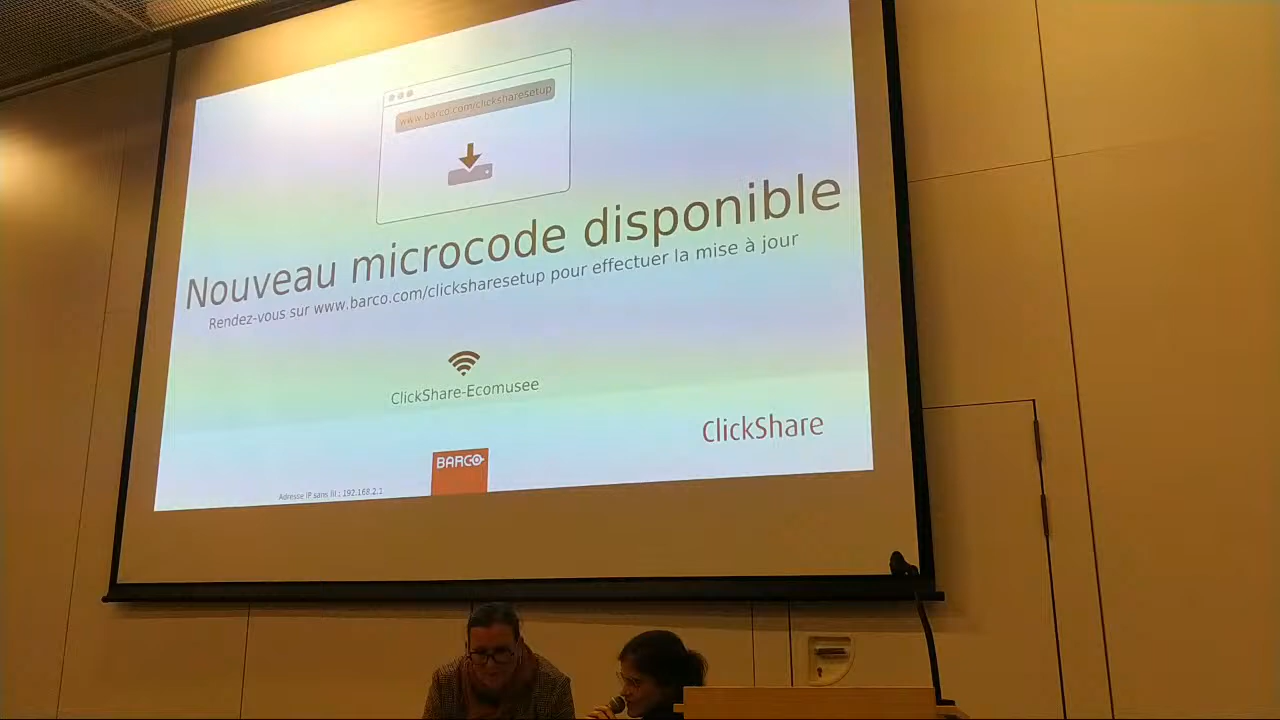 www.barco.com/clicksharesetup
Nouveau microcode disponible
Rendez-vous sur www.barco.com/clicksharesetup pour effectuer la mise à jour
ClickShare-Ecomusee
ClickShare
BARCO
Adresse IP sans fil : 192.168.2.1